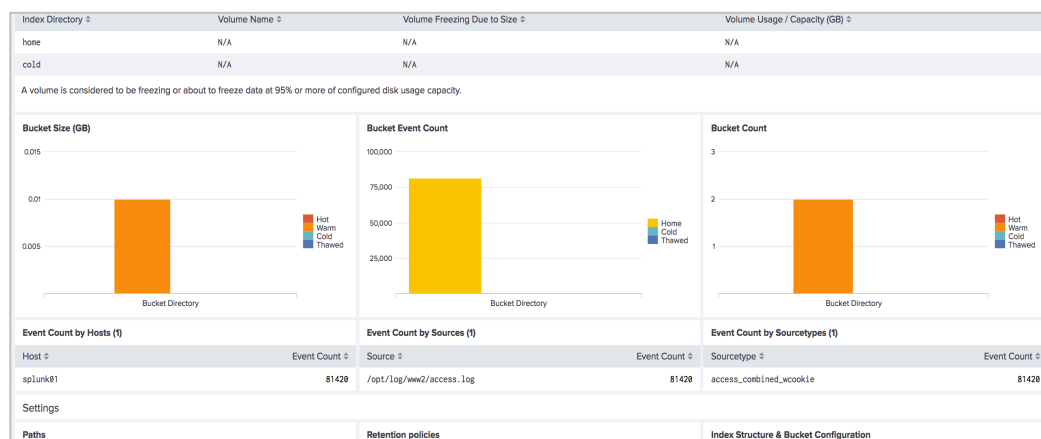 Index Directory Volume Name Volume Freezing Due to Size Volume Usage / Capacity (GB)
home N/A N/A N/A
cold N/A N/A N/A
A volume is considered to be freezing or about to freeze data at 95% or more of configured disk usage capacity.
Bucket Size (GB)
0.015
0.01
0.005
Hot
Warm
Cold
Thawed
Bucket Directory
Bucket Event Count
100,000
75,000
50,000
25,000
Home
Cold
Thawed
Bucket Directory
Bucket Count
3
2
1
Hot
Warm
Cold
Thawed
Bucket Directory
Event Count by Hosts (1)
Host Event Count
splunk01 81420
Event Count by Sources (1)
Source Event Count
/opt/log/www2/access.log 81420
Event Count by Sourcetypes (1)
Sourcetype Event Count
access_combined_wcookie 81420
Settings
Paths Retention policies Index Structure & Bucket Configuration